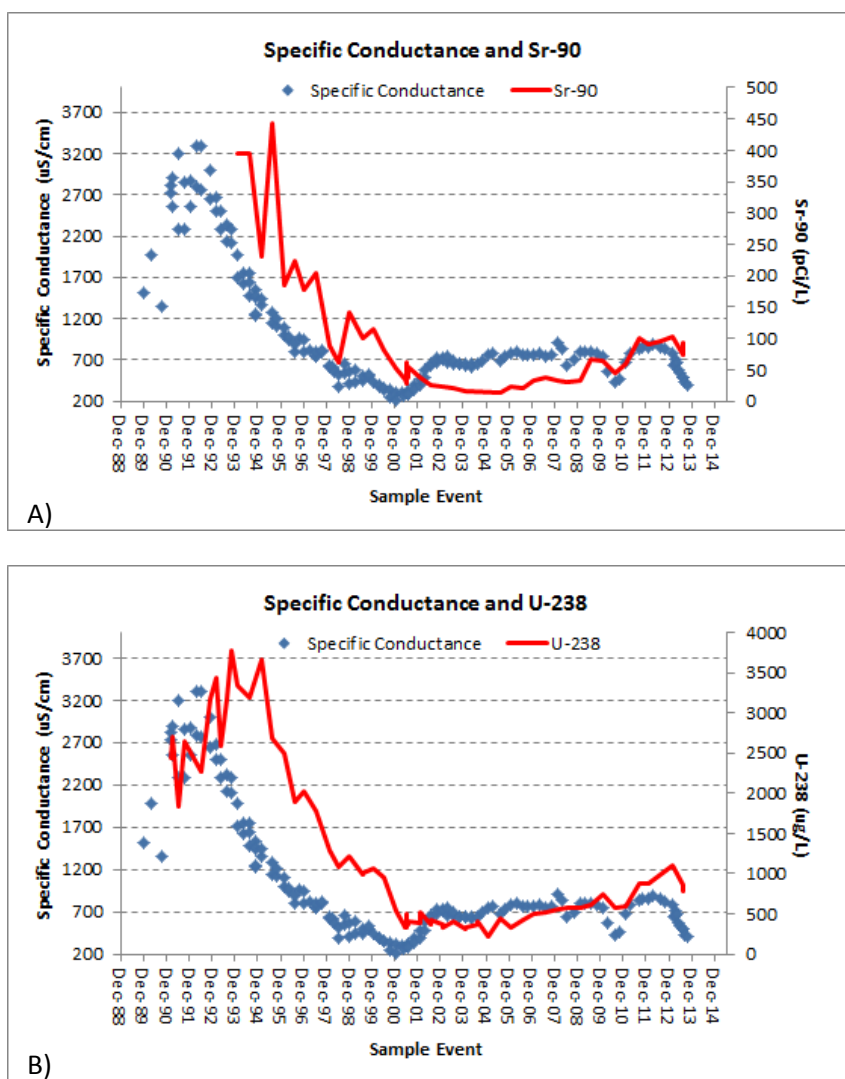 Specific Conductance and Sr-90
Specific Conductance Sr-90
Specific Conductance (uS/cm)
3700
3200
2700
2200
1700
1200
700
200
500
450
400
350
300
250
200
150
100
50
0
Sr-90 (pCi/L)
Dec-88
Dec-89
Dec-90
Dec-91
Dec-92
Dec-93
Dec-94
Dec-95
Dec-96
Dec-97
Dec-98
Dec-99
Dec-00
Dec-01
Dec-02
Dec-03
Dec-04
Dec-05
Dec-06
Dec-07
Dec-08
Dec-09
Dec-10
Dec-11
Dec-12
Dec-13
Dec-14
Sample Event
A)
Specific Conductance and U-238
Specific Conductance U-238
Specific Conductance (uS/cm)
3700
3200
2700
2200
1700
1200
700
200
4000
3500
3000
2500
2000
1500
1000
500
0
U-238 (ug/L)
Dec-88
Dec-89
Dec-90
Dec-91
Dec-92
Dec-93
Dec-94
Dec-95
Dec-96
Dec-97
Dec-98
Dec-99
Dec-00
Dec-01
Dec-02
Dec-03
Dec-04
Dec-05
Dec-06
Dec-07
Dec-08
Dec-09
Dec-10
Dec-11
Dec-12
Dec-13
Dec-14
Sample Event
B)